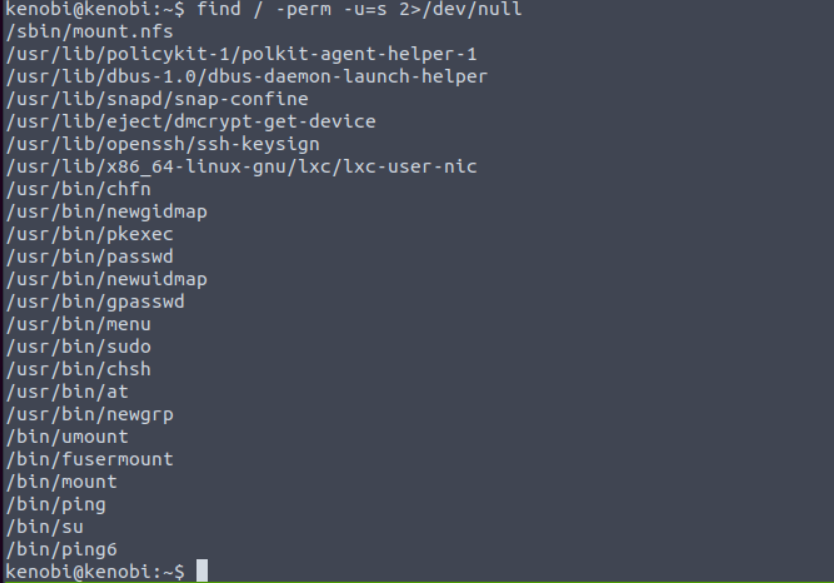 kenobi@kenobi:~$ find / -perm -u=s 2>/dev/null
/sbin/mount.nfs
/usr/lib/policykit-1/polkit-agent-helper-1
/usr/lib/dbus-1.0/dbus-daemon-launch-helper
/usr/lib/snapd/snap-confine
/usr/lib/eject/dmcrypt-get-device
/usr/lib/openssh/ssh-keysign
/usr/lib/x86_64-linux-gnu/lxc/lxc-user-nic
/usr/bin/chfn
/usr/bin/newgidmap
/usr/bin/pkexec
/usr/bin/passwd
/usr/bin/newuidmap
/usr/bin/gpasswd
/usr/bin/menu
/usr/bin/sudo
/usr/bin/chsh
/usr/bin/at
/usr/bin/newgrp
/bin/umount
/bin/fusermount
/bin/mount
/bin/ping
/bin/su
/bin/ping6
kenobi@kenobi:~$